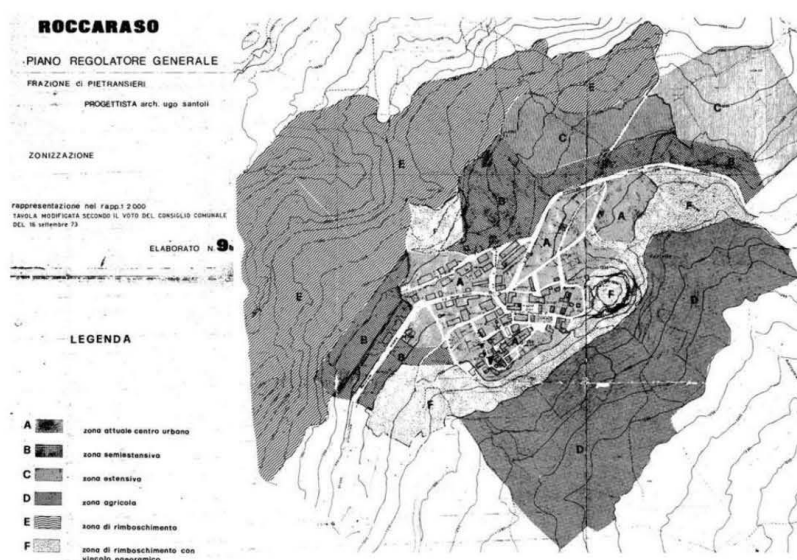 ROCCARASO
PIANO REGOLATORE GENERALE
FRAZIONE di PIETRANSIERI
PROGETTISTA arch. ugo santoli
ZONIZZAZIONE
rappresentazione nel rapp.1 2000
TAVOLA MODIFICATA SECONDO IL VOTO DEL CONSIGLIO COMUNALE
DEL 16 settembre 73
ELABORATO N. 9
LEGENDA
A zona attuale centro urbano
B zona semiestensiva
C zona estensiva
D zona agricola
E zona di rimboschimento
F zona di rimboschimento con
vincolo panoramico
E
C
C
E
B
B
F
A
A
A
F
D
E
B
B
A
F
D